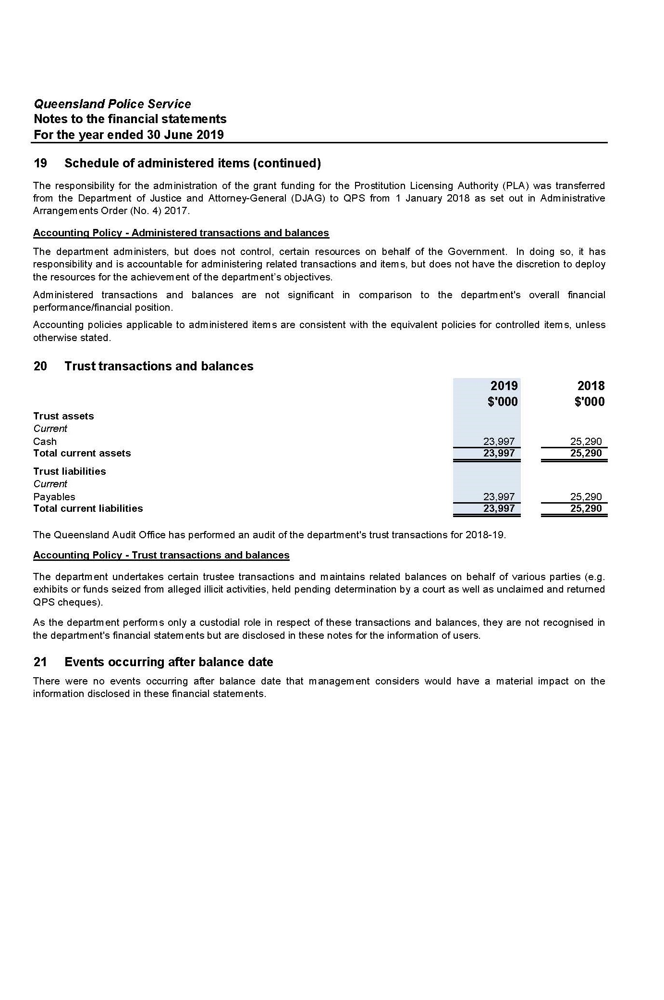 Queensland Police Service
Notes to the financial statements
For the year ended 30 June 2019
19 Schedule of administered items (continued)
The responsibility for the administration of the grant funding for the Prostitution Licensing Authority (PLA) was transferred
from the Department of Justice and Attorney-General (DJAG) to QPS from 1 January 2018 as set out in Administrative
Arrangements Order (No. 4) 2017.
Accounting Policy - Administered transactions and balances
The department administers, but does not control, certain resources on behalf of the Government. In doing so, it has
responsibility and is accountable for administering related transactions and items, but does not have the discretion to deploy
the resources for the achievement of the department’s objectives.
Administered transactions and balances are not significant in comparison to the department's overall financial
performance/financial position.
Accounting policies applicable to administered items are consistent with the equivalent policies for controlled items, unless
otherwise stated.
20 Trust transactions and balances
2019 2018
$'000 $'000
Trust assets
Current
Cash 23,997 25,290
Total current assets 23,997 25,290
Trust liabilities
Current
Payables 23,997 25,290
Total current liabilities 23,997 25,290
The Queensland Audit Office has performed an audit of the department's trust transactions for 2018-19.
Accounting Policy - Trust transactions and balances
The department undertakes certain trustee transactions and maintains related balances on behalf of various parties (e.g.
exhibits or funds seized from alleged illicit activities, held pending determination by a court as well as unclaimed and returned
QPS cheques).
As the department performs only a custodial role in respect of these transactions and balances, they are not recognised in
the department's financial statements but are disclosed in these notes for the information of users.
21 Events occurring after balance date
There were no events occurring after balance date that management considers would have a material impact on the
information disclosed in these financial statements.